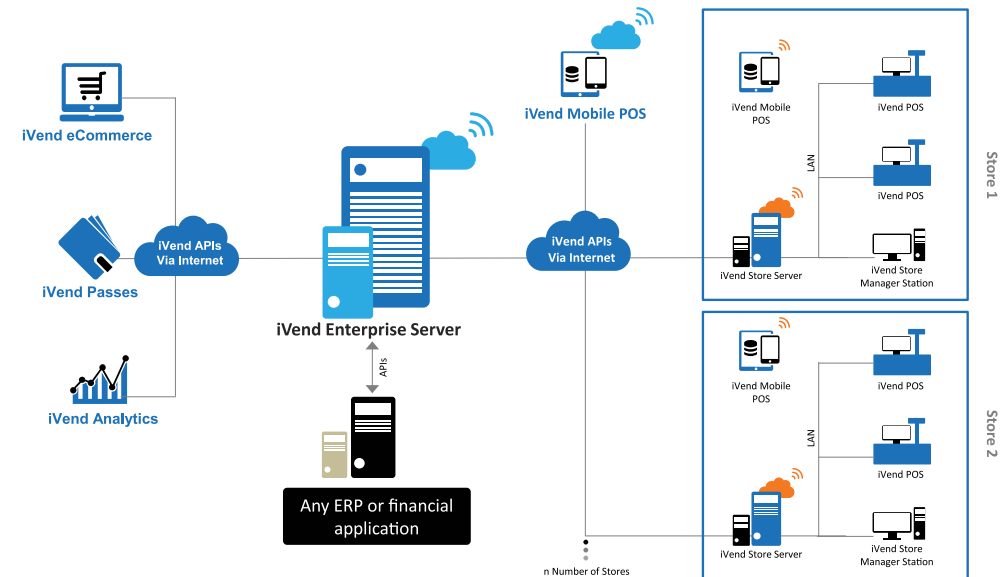 iVend eCommerce
iVend Passes
iVend Analytics
iVend APIs
Via Internet
iVend Enterprise Server
APIs
Any ERP or financial
application
iVend Mobile POS
iVend APIs
Via Internet
n Number of Stores
iVend Mobile
POS
iVend POS
LAN
iVend POS
iVend Store Server
iVend Store
Manager Station
Store 1
iVend Mobile
POS
iVend POS
LAN
iVend POS
iVend Store Server
iVend Store
Manager Station
Store 2